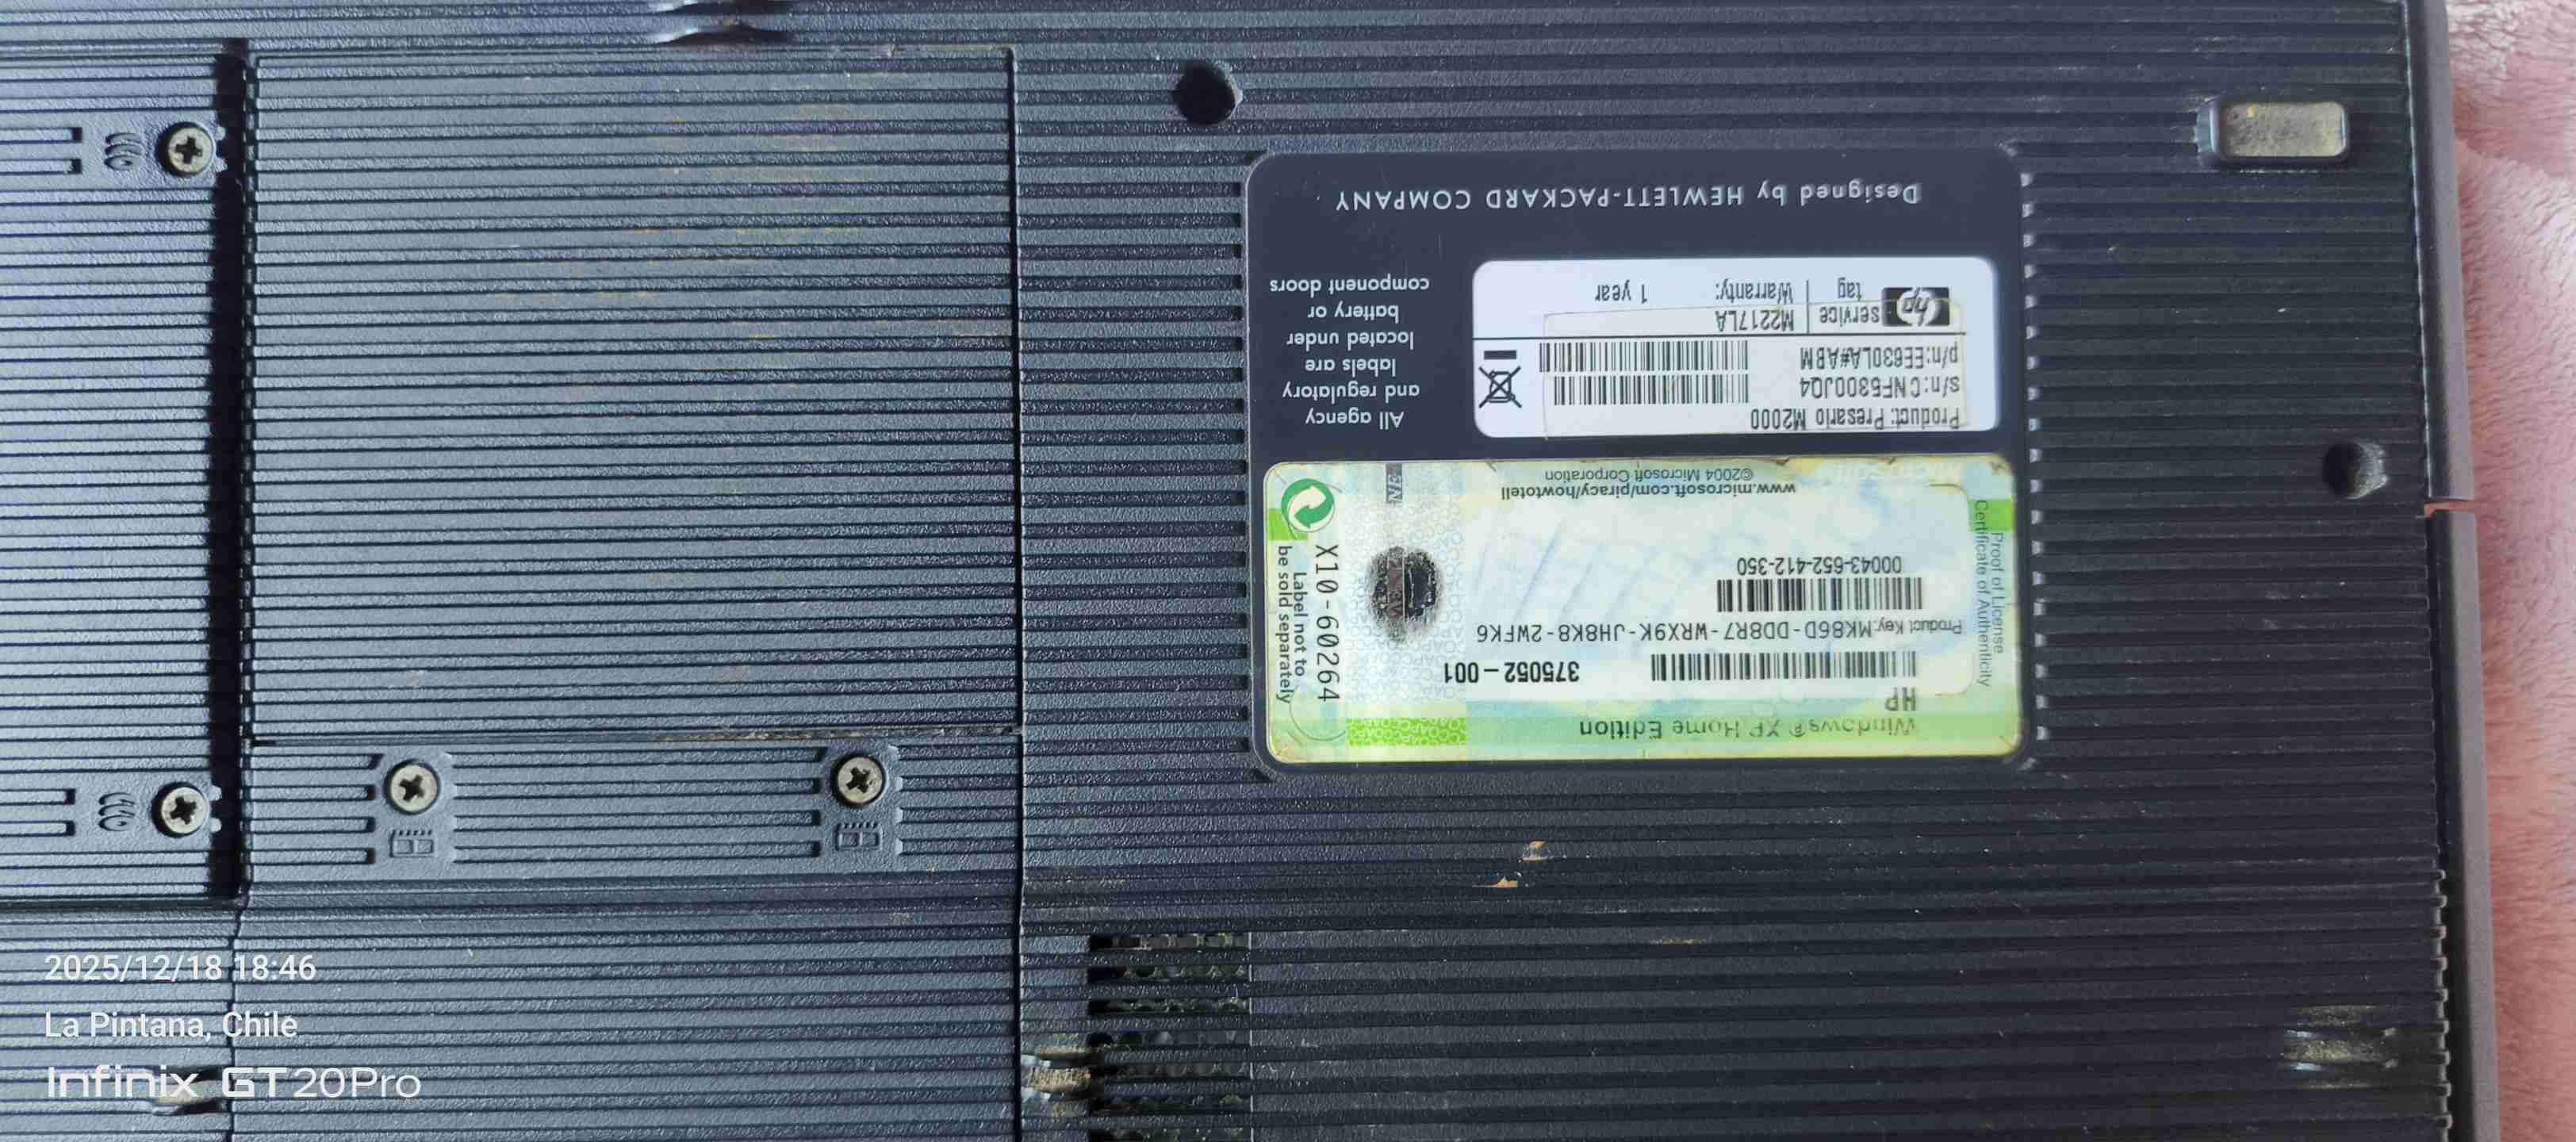 Windows® XP Home Edition
HP
375052-001
Product Key: MK86D-DD8R7-WRX9K-JH8K8-2WFK6
00043-652-412-350
www.microsoft.com/piracy/howtotell
©2004 Microsoft Corporation
Proof of License
Certificate of Authenticity
X10-60264
Label not to
be sold separately
Product: Presario M2000
s/n:CNF5300JQ4
p/n:EE630LA#ABM
hp
service
tag
M2217LA
Warranty:
1 year
All agency
and regulatory
labels are
located under
battery or
component doors
Designed by HEWLETT-PACKARD COMPANY
2025/12/18 18:46
La Pintana, Chile
Infinix GT 20Pro